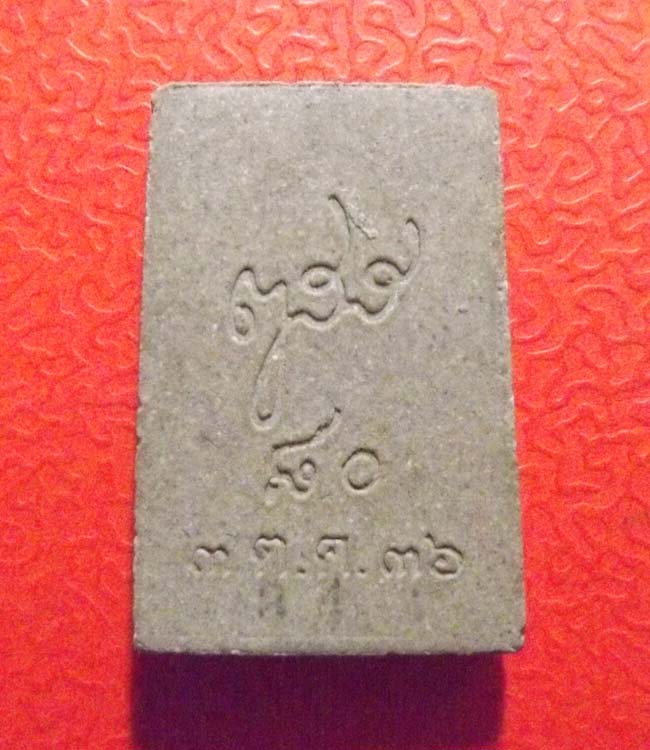 ญสส
๘๐
๓ ต.ค. ๓๖